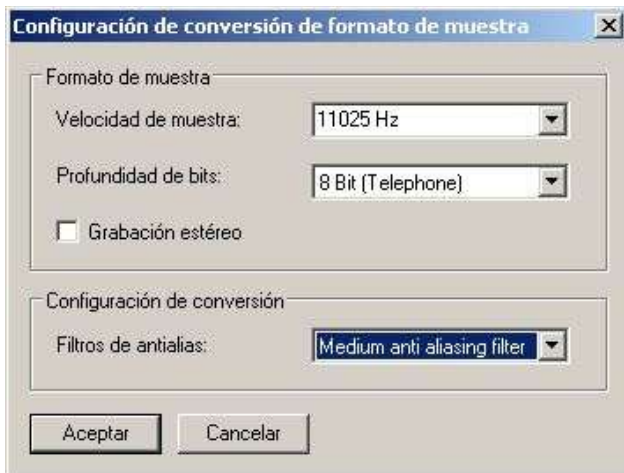 Configuración de conversión de formato de muestra
Formato de muestra
Velocidad de muestra: 11025 Hz
Profundidad de bits: 8 Bit (Telephone)
Grabación estéreo
Configuración de conversión
Filtros de antialias: Medium anti aliasing filter
Aceptar Cancelar